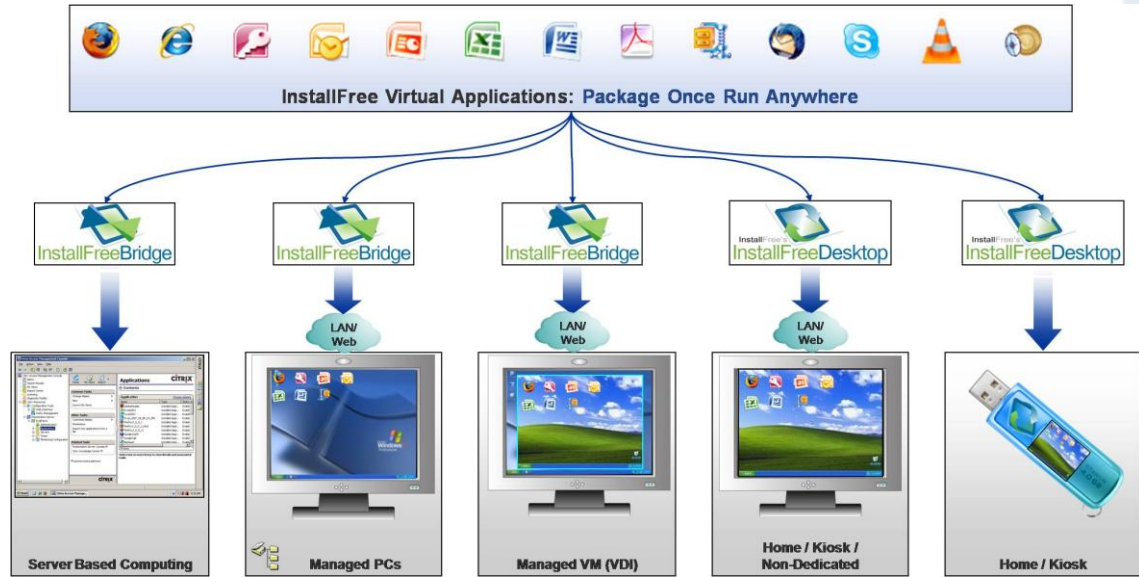 InstallFree Virtual Applications: Package Once Run Anywhere
InstallFreeBridge
InstallFreeBridge
InstallFreeBridge
InstallFree's
InstallFreeDesktop
InstallFree's
InstallFreeDesktop
LAN/
Web
LAN/
Web
LAN/
Web
Applications
CITRIX
Windows
Server Based Computing
Managed PCs
Managed VM (VDI)
Home / Kiosk /
Non-Dedicated
Home / Kiosk